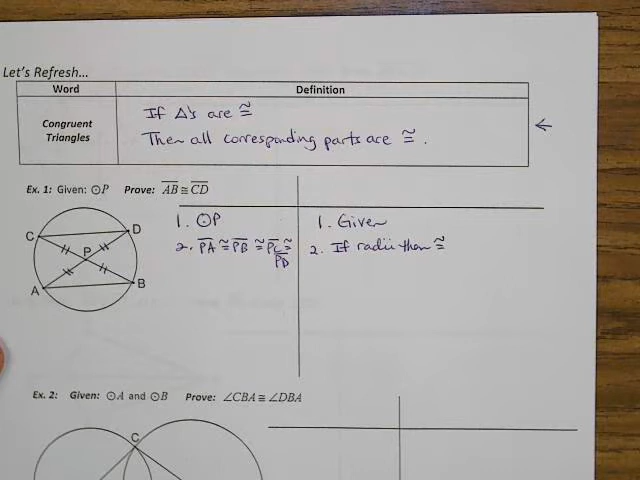 Let's Refresh...
Word Definition
Congruent Triangles
If Δ's are ≅
Then all corresponding parts are ≅.
←
Ex. 1: Given: ⊙P Prove: AB ≅ CD
1. ⊙P 1. Given
2. PA ≅ PB ≅ PC ≅ PD 2. If radii then ≅
C D
P
A B
Ex. 2: Given: ⊙A and ⊙B Prove: ∠CBA ≅ ∠DBA
C